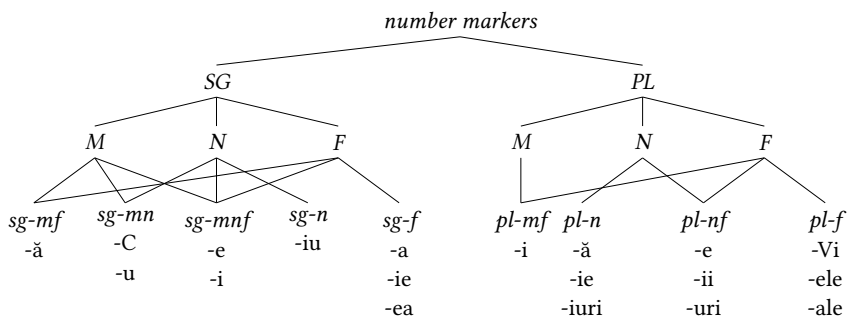 number markers
SG PL
M N F M N F
sg-mf sg-mn sg-mnf sg-n sg-f pl-mf pl-n pl-nf pl-f
-ă -C -e -iu -a -i -ă -e -Vi
-u -i -ie -ie -ii -ele
-ea -iuri -uri -ale